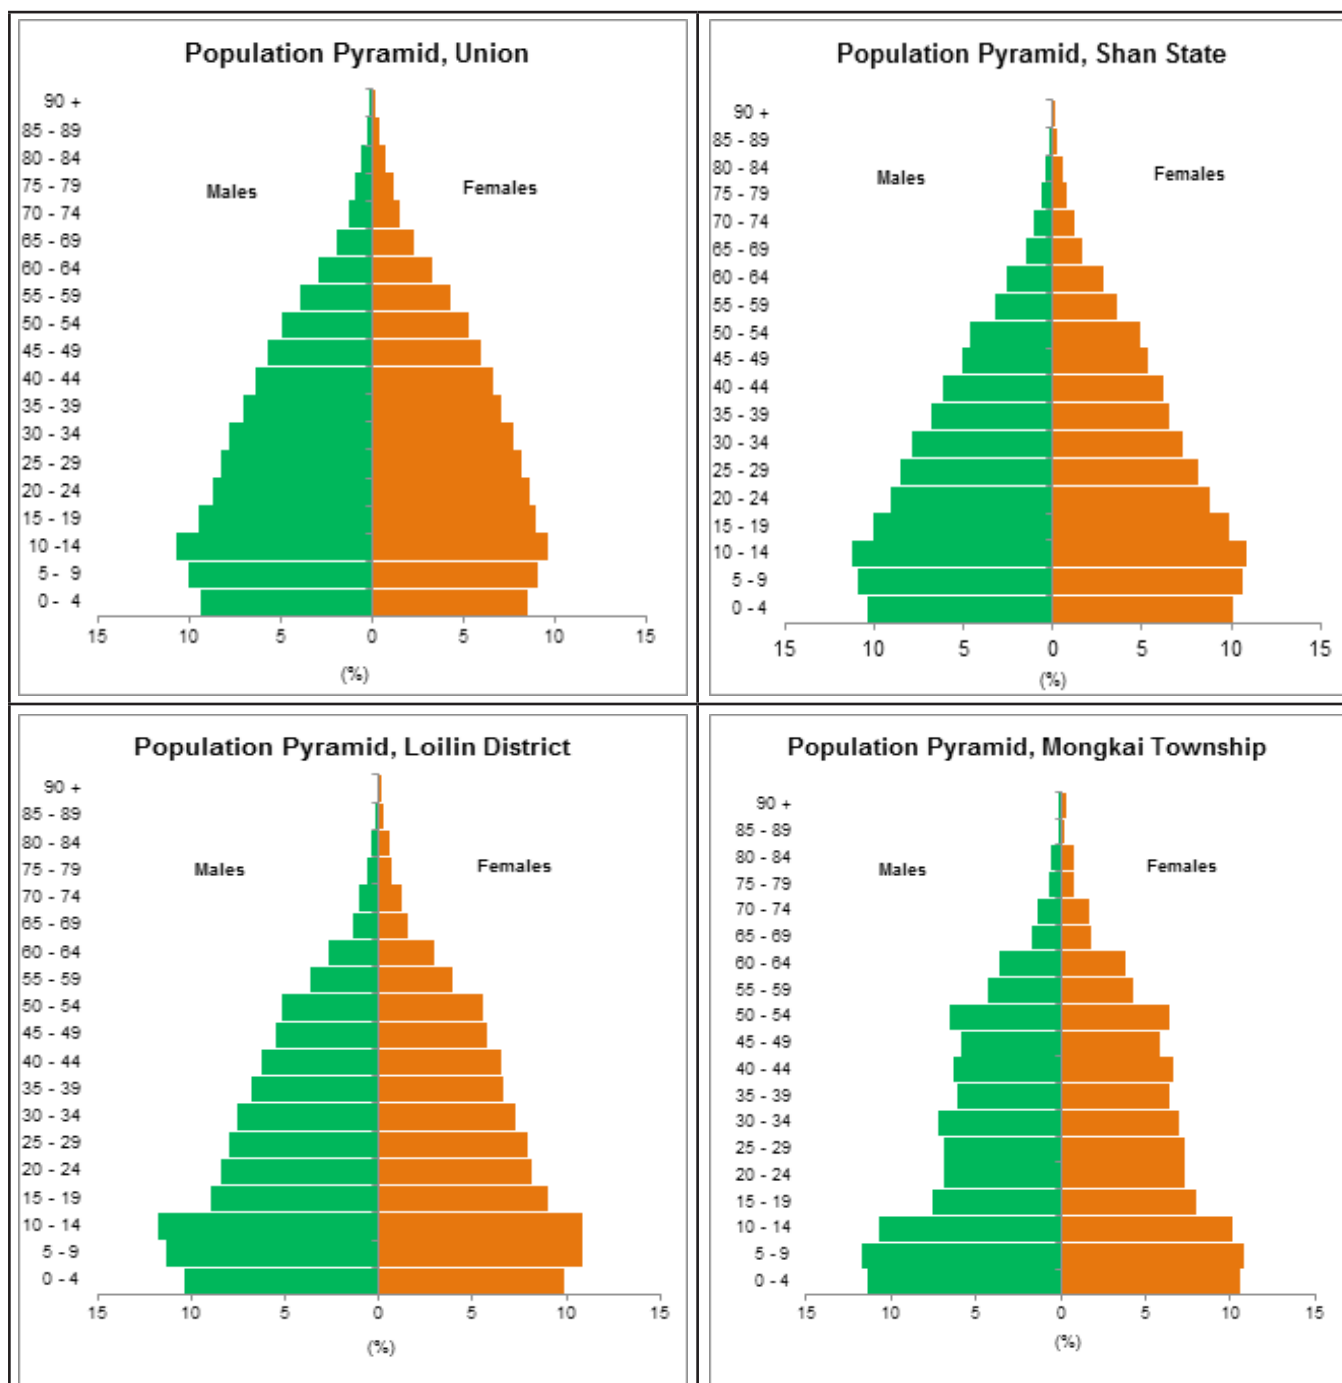 Population Pyramid, Union
90 +
85 - 89
80 - 84
75 - 79
70 - 74
65 - 69
60 - 64
55 - 59
50 - 54
45 - 49
40 - 44
35 - 39
30 - 34
25 - 29
20 - 24
15 - 19
10 -14
5 - 9
0 - 4
Males
Females
15 10 5 0 5 10 15
(%)
Population Pyramid, Shan State
90 +
85 - 89
80 - 84
75 - 79
70 - 74
65 - 69
60 - 64
55 - 59
50 - 54
45 - 49
40 - 44
35 - 39
30 - 34
25 - 29
20 - 24
15 - 19
10 - 14
5 - 9
0 - 4
Males
Females
15 10 5 0 5 10 15
(%)
Population Pyramid, Loilin District
90 +
85 - 89
80 - 84
75 - 79
70 - 74
65 - 69
60 - 64
55 - 59
50 - 54
45 - 49
40 - 44
35 - 39
30 - 34
25 - 29
20 - 24
15 - 19
10 - 14
5 - 9
0 - 4
Males
Females
15 10 5 0 5 10 15
(%)
Population Pyramid, Mongkai Township
90 +
85 - 89
80 - 84
75 - 79
70 - 74
65 - 69
60 - 64
55 - 59
50 - 54
45 - 49
40 - 44
35 - 39
30 - 34
25 - 29
20 - 24
15 - 19
10 - 14
5 - 9
0 - 4
Males
Females
15 10 5 0 5 10 15
(%)